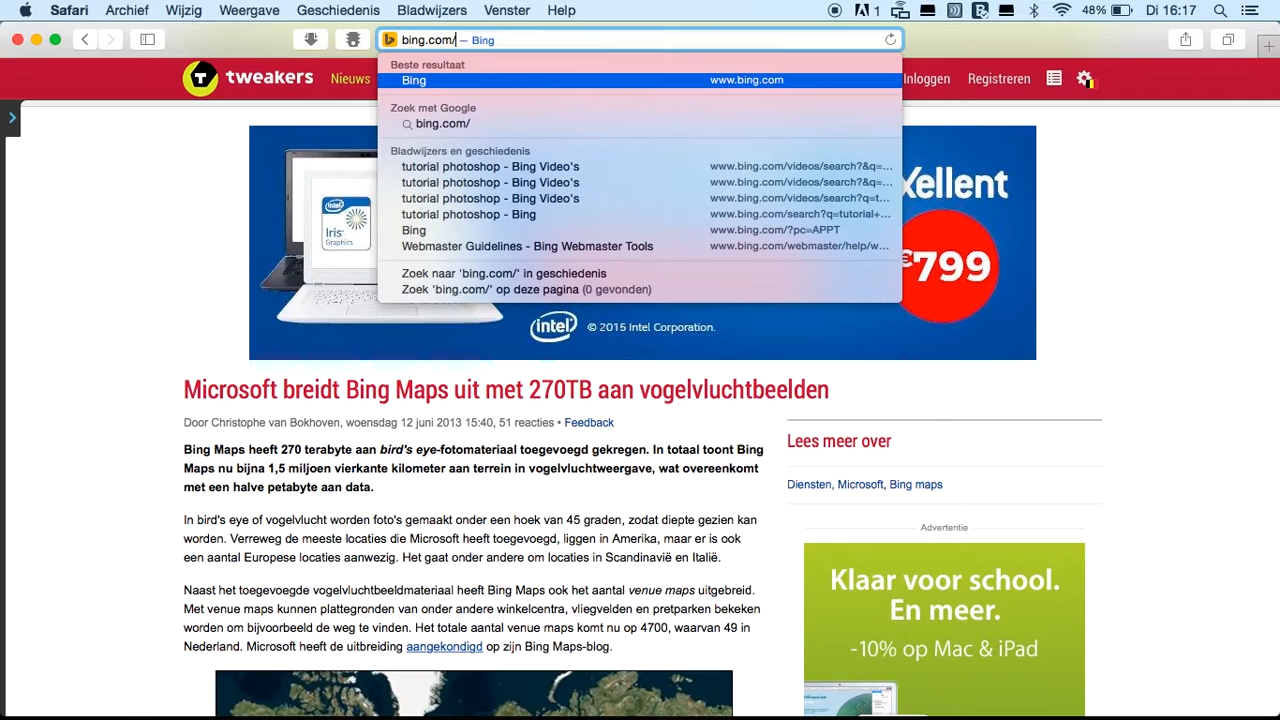 Safari Archief Wijzig Weergave Geschiedenis Bladwijzers Venster Help 1 48% Di 16:17
bing.com/ — Bing
tweakers Nieuws Inloggen Registreren
Beste resultaat
Bing www.bing.com
Zoek met Google
bing.com/
Bladwijzers en geschiedenis
tutorial photoshop - Bing Video's www.bing.com/videos/search?&q=...
tutorial photoshop - Bing Video's www.bing.com/videos/search?&q=...
tutorial photoshop - Bing Video's www.bing.com/videos/search?q=t...
tutorial photoshop - Bing www.bing.com/search?q=tutorial+...
Bing www.bing.com/?pc=APPT
Webmaster Guidelines - Bing Webmaster Tools www.bing.com/webmaster/help/w...
Zoek naar 'bing.com/' in geschiedenis
Zoek 'bing.com/' op deze pagina (0 gevonden)
intel
Iris
Graphics
Xellent
€799
intel © 2015 Intel Corporation.
Microsoft breidt Bing Maps uit met 270TB aan vogelvluchtbeelden
Door Christophe van Bokhoven, woensdag 12 juni 2013 15:40, 51 reacties • Feedback
Bing Maps heeft 270 terabyte aan bird's eye-fotomateriaal toegevoegd gekregen. In totaal toont Bing
Maps nu bijna 1,5 miljoen vierkante kilometer aan terrein in vogelvluchtweergave, wat overeenkomt
met een halve petabyte aan data.
In bird's eye of vogelvlucht worden foto's gemaakt onder een hoek van 45 graden, zodat diepte gezien kan
worden. Verreweg de meeste locaties die Microsoft heeft toegevoegd, liggen in Amerika, maar er is ook
een aantal Europese locaties aanwezig. Het gaat onder andere om locaties in Scandinavië en Italië.
Naast het toegevoegde vogelvluchtbeeldmateriaal heeft Bing Maps ook het aantal venue maps uitgebreid.
Met venue maps kunnen plattegronden van onder andere winkelcentra, vliegvelden en pretparken bekeken
worden om bijvoorbeeld de weg te vinden. Het totale aantal venue maps komt nu op 4700, waarvan 49 in
Nederland. Microsoft heeft de uitbreiding aangekondigd op zijn Bing Maps-blog.
Lees meer over
Diensten, Microsoft, Bing maps
Advertentie
Klaar voor school.
En meer.
-10% op Mac & iPad